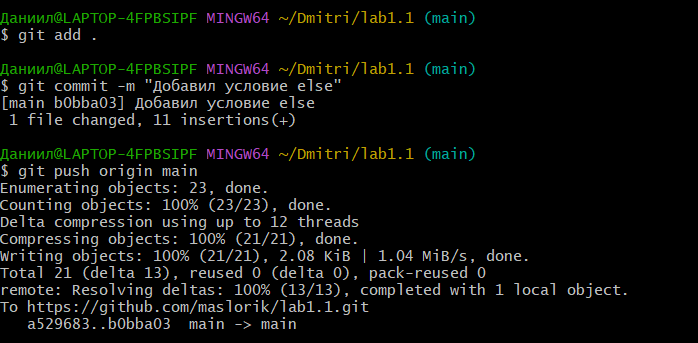 Даниил@LAPTOP-4FPBSIPF MINGW64 ~/Dmitri/lab1.1 (main)
$ git add .
Даниил@LAPTOP-4FPBSIPF MINGW64 ~/Dmitri/lab1.1 (main)
$ git commit -m "Добавил условие else"
[main b0bba03] Добавил условие else
 1 file changed, 11 insertions(+)
Даниил@LAPTOP-4FPBSIPF MINGW64 ~/Dmitri/lab1.1 (main)
$ git push origin main
Enumerating objects: 23, done.
Counting objects: 100% (23/23), done.
Delta compression using up to 12 threads
Compressing objects: 100% (21/21), done.
Writing objects: 100% (21/21), 2.08 KiB | 1.04 MiB/s, done.
Total 21 (delta 13), reused 0 (delta 0), pack-reused 0
remote: Resolving deltas: 100% (13/13), completed with 1 local object.
To https://github.com/maslorik/lab1.1.git
   a529683..b0bba03  main -> main